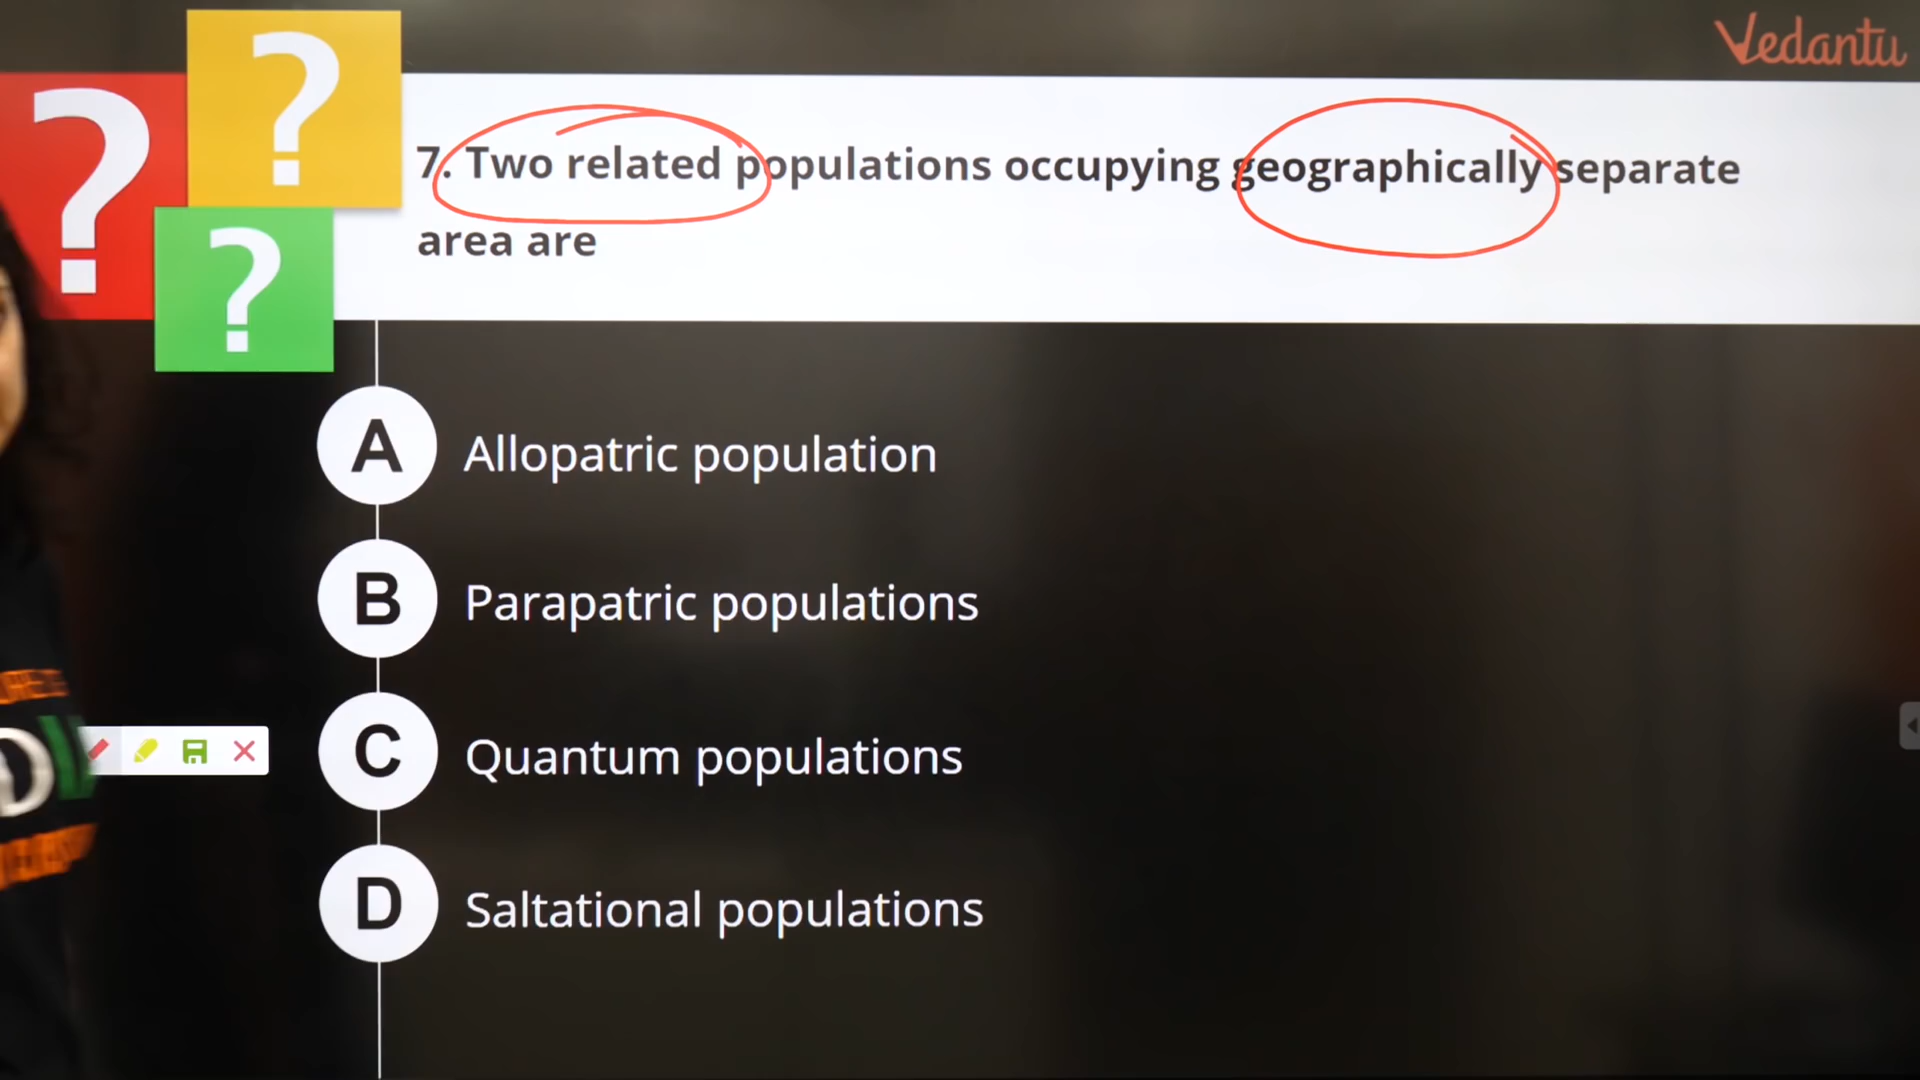 Vedantu
? ? ?
7. Two related populations occupying geographically separate
area are
A Allopatric population
B Parapatric populations
C Quantum populations
D Saltational populations